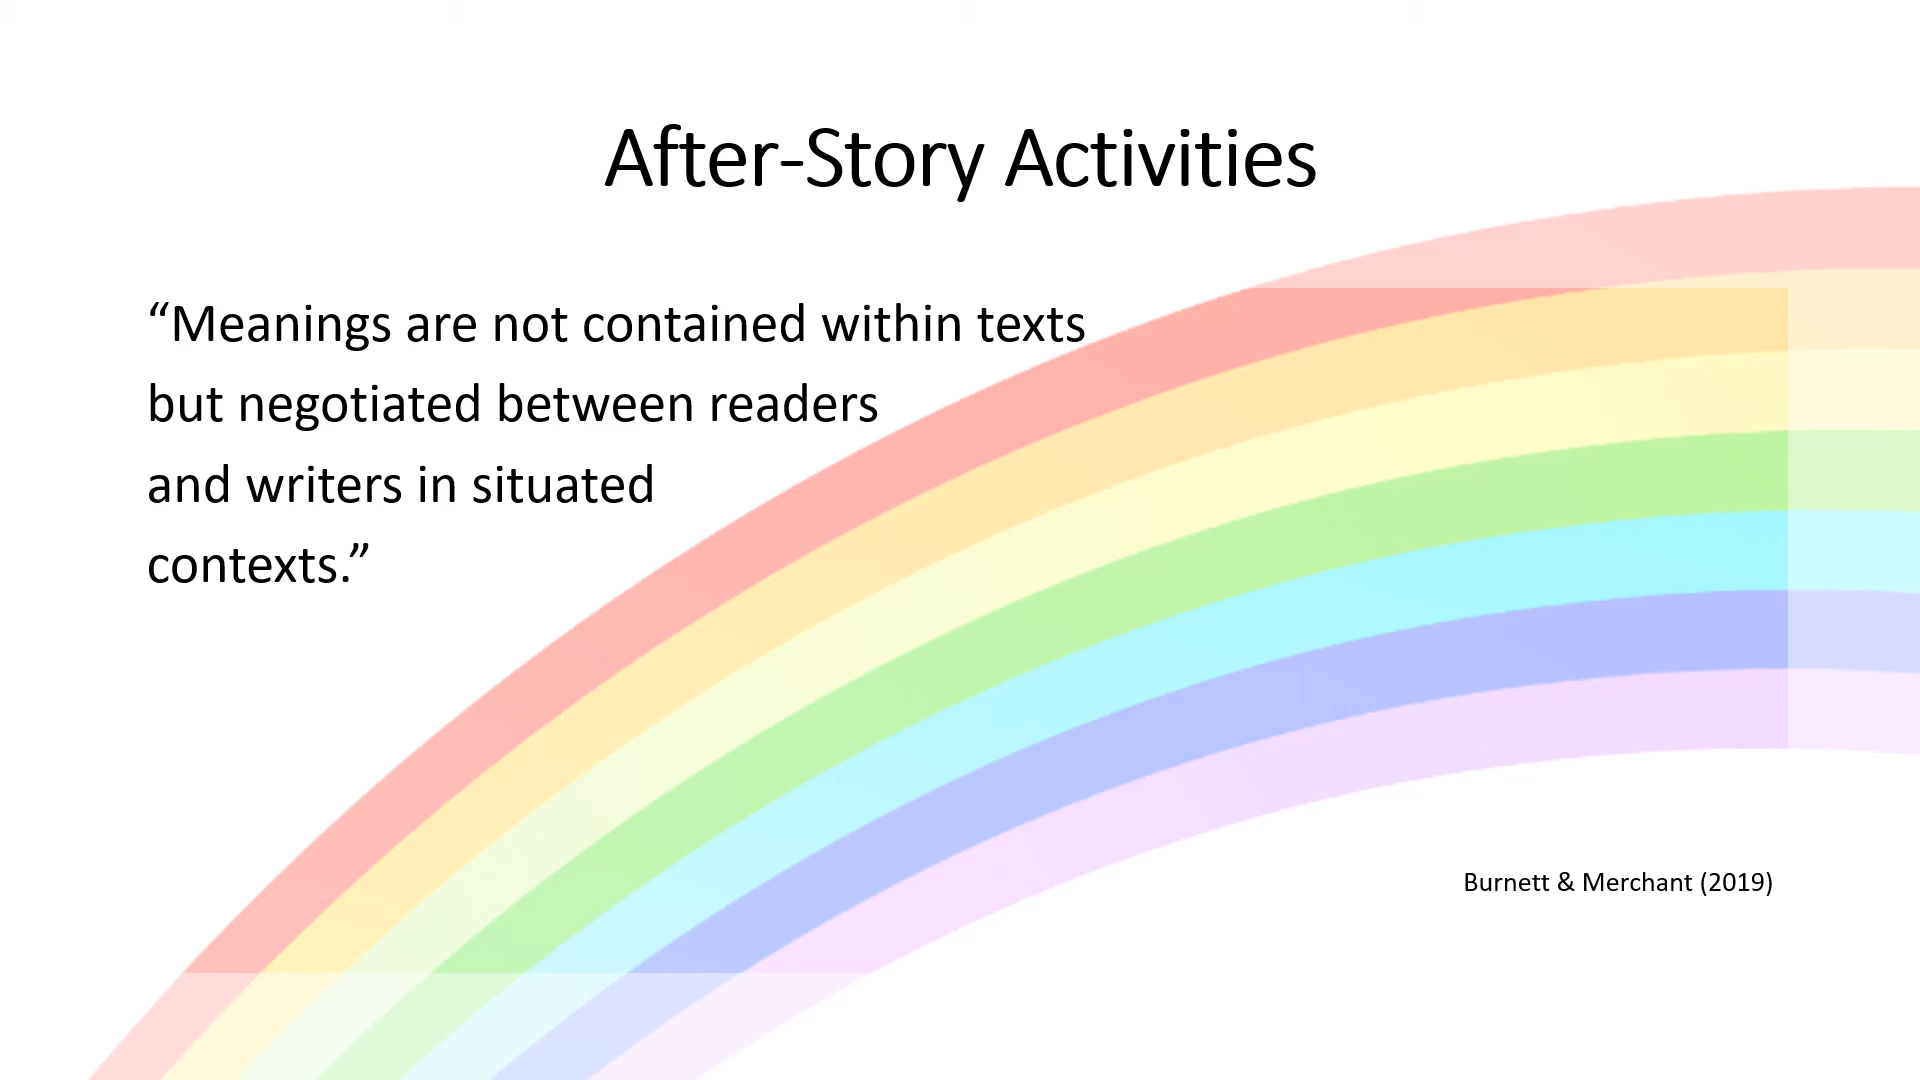 After-Story Activities
“Meanings are not contained within texts
but negotiated between readers
and writers in situated
contexts.”
Burnett & Merchant (2019)